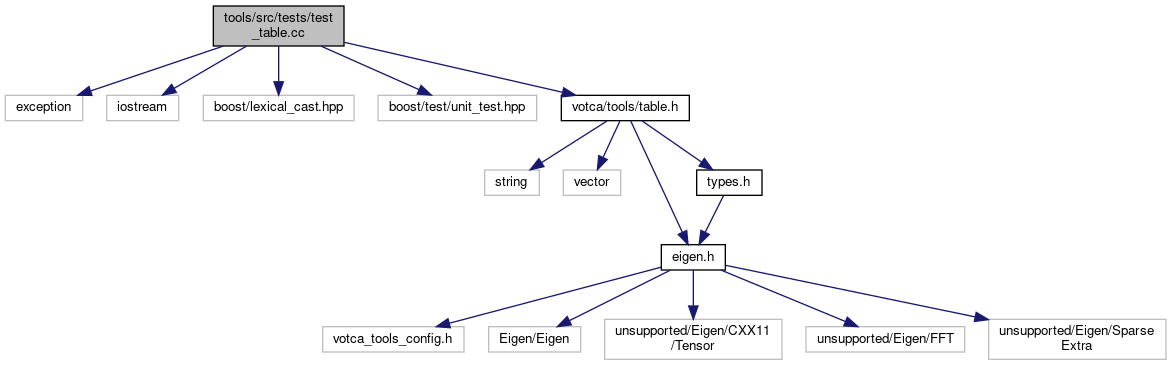 tools/src/tests/test
_table.cc
exception
iostream
boost/lexical_cast.hpp
boost/test/unit_test.hpp
votca/tools/table.h
string
vector
types.h
eigen.h
votca_tools_config.h
Eigen/Eigen
unsupported/Eigen/CXX11
/Tensor
unsupported/Eigen/FFT
unsupported/Eigen/Sparse
Extra